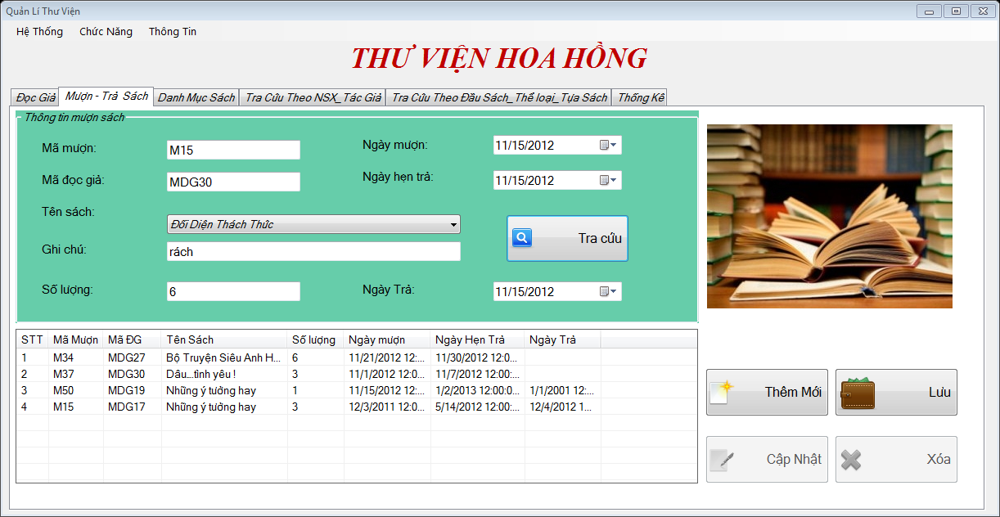 Quản Lí Thư Viện
Hệ Thống Chức Năng Thông Tin
THƯ VIỆN HOA HỒNG
Đọc Giả Mượn - Trả Sách Danh Mục Sách Tra Cứu Theo NSX_Tác Giả Tra Cứu Theo Đầu Sách_Thể loại_Tựa Sách Thống Kê
Thông tin mượn sách
Mã mượn: M15 Ngày mượn: 11/15/2012
Mã đọc giả: MDG30 Ngày hẹn trả: 11/15/2012
Tên sách: Đối Diện Thách Thức
Tra cứu
Ghi chú: rách
Số lượng: 6 Ngày Trả: 11/15/2012
STT Mã Mượn Mã ĐG Tên Sách Số lượng Ngày mượn Ngày Hẹn Trả Ngày Trả
1 M34 MDG27 Bộ Truyện Siêu Anh H... 6 11/21/2012 12:... 11/30/2012 12:0...
2 M37 MDG30 Dâu...tình yêu ! 3 11/1/2012 12:0... 11/7/2012 12:00:...
3 M50 MDG19 Những ý tưởng hay 1 11/15/2012 12:... 1/2/2013 12:00:0... 1/1/2001 12:...
4 M15 MDG17 Những ý tưởng hay 3 12/3/2011 12:0... 5/14/2012 12:00:... 12/4/2012 1...
Thêm Mới Lưu
Cập Nhật Xóa